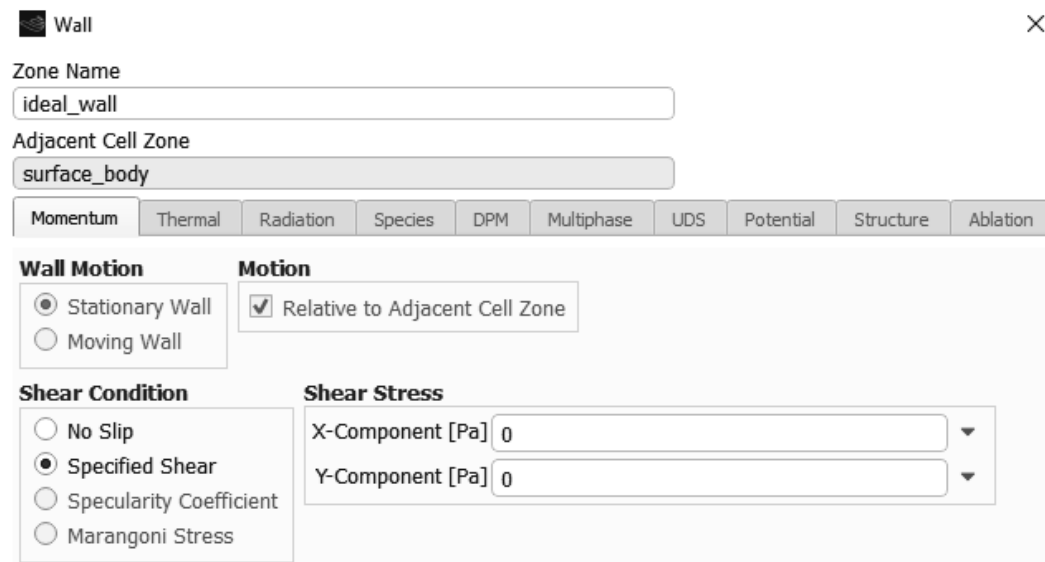 Wall
Zone Name
ideal_wall
Adjacent Cell Zone
surface_body
Momentum Thermal Radiation Species DPM Multiphase UDS Potential Structure Ablation
Wall Motion Motion
Stationary Wall Relative to Adjacent Cell Zone
Moving Wall
Shear Condition Shear Stress
No Slip X-Component [Pa] 0
Specified Shear Y-Component [Pa] 0
Specularity Coefficient
Marangoni Stress